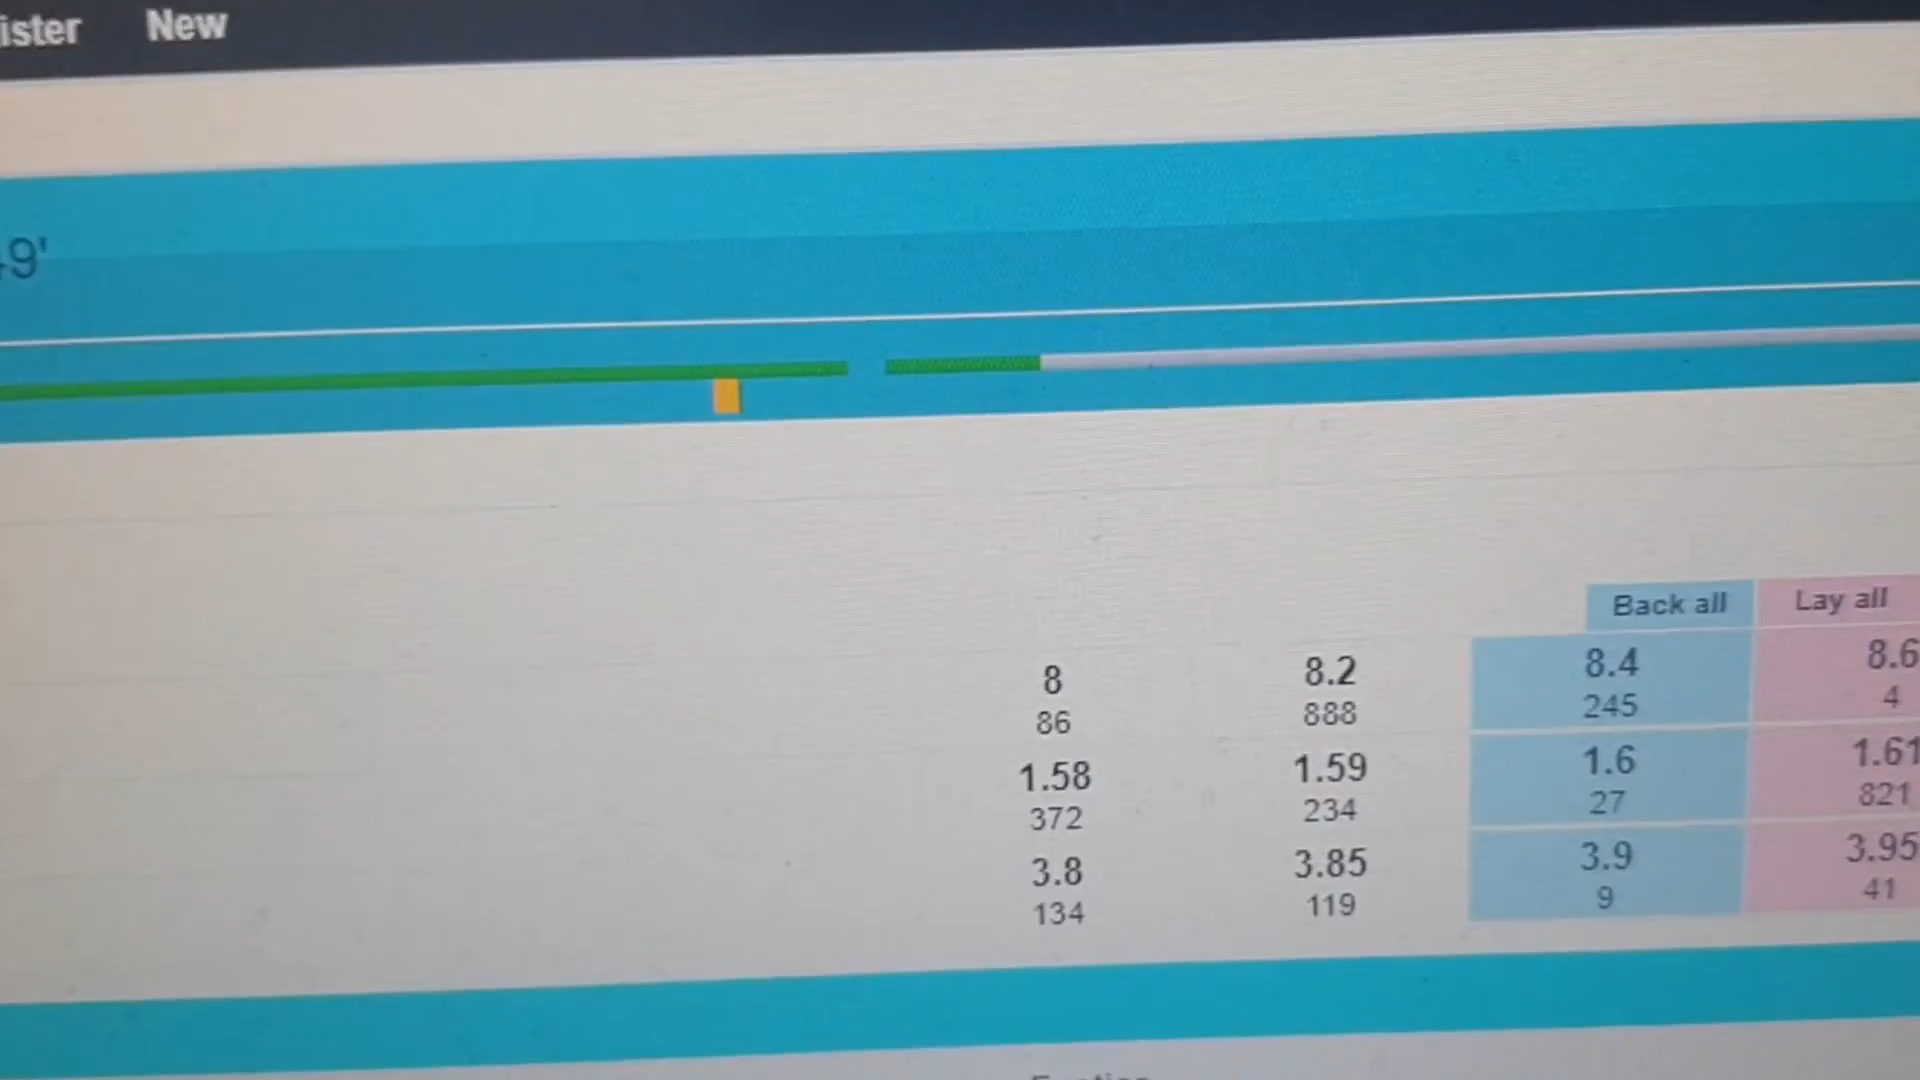 ister New
49'
Back all Lay all
8 8.2 8.4 8.6
86 888 245 4
1.58 1.59 1.6 1.61
372 234 27 821
3.8 3.85 3.9 3.95
134 119 9 41